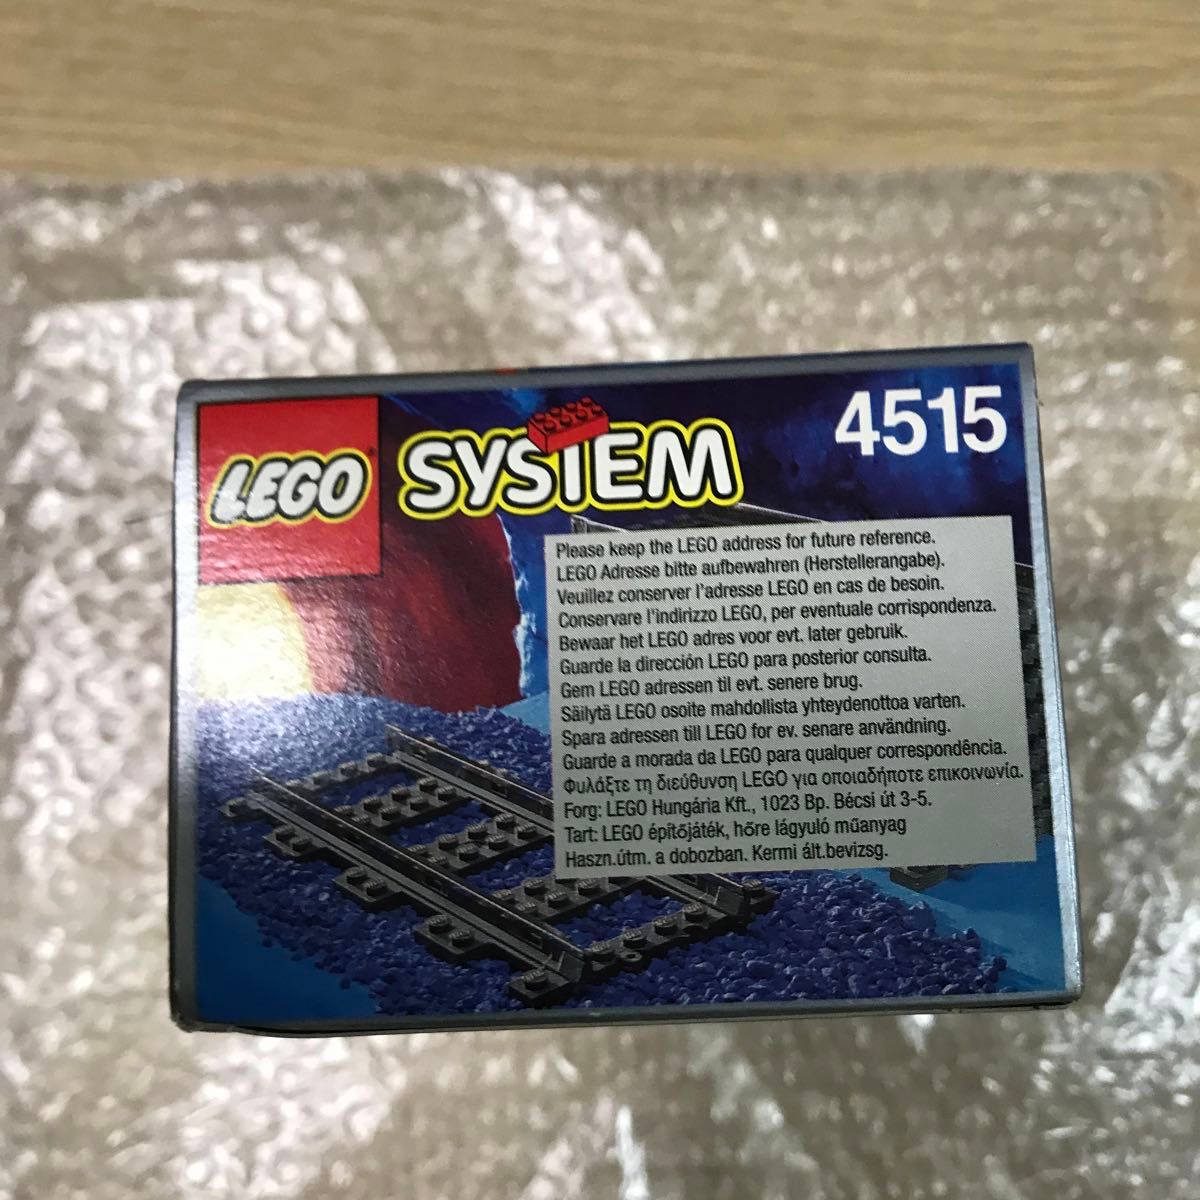 LEGO SYSTEM 4515
Please keep the LEGO address for future reference.
LEGO Adresse bitte aufbewahren (Herstellerangabe).
Veuillez conserver l'adresse LEGO en cas de besoin.
Conservare l'indirizzo LEGO, per eventuale corrispondenza.
Bewaar het LEGO adres voor evt. later gebruik.
Guarde la dirección LEGO para posterior consulta.
Gem LEGO adressen til evt. senere brug.
Säilytä LEGO osoite mahdollista yhteydenottoa varten.
Spara adressen till LEGO for ev. senare användning.
Guarde a morada da LEGO para qualquer correspondência.
Φυλάξτε τη διεύθυνση LEGO για οποιαδήποτε επικοινωνία.
Forg: LEGO Hungária Kft., 1023 Bp. Bécsi út 3-5.
Tart: LEGO építőjáték, hőre lágyuló műanyag
Haszn.útm. a dobozban. Kermi ált.bevizsg.